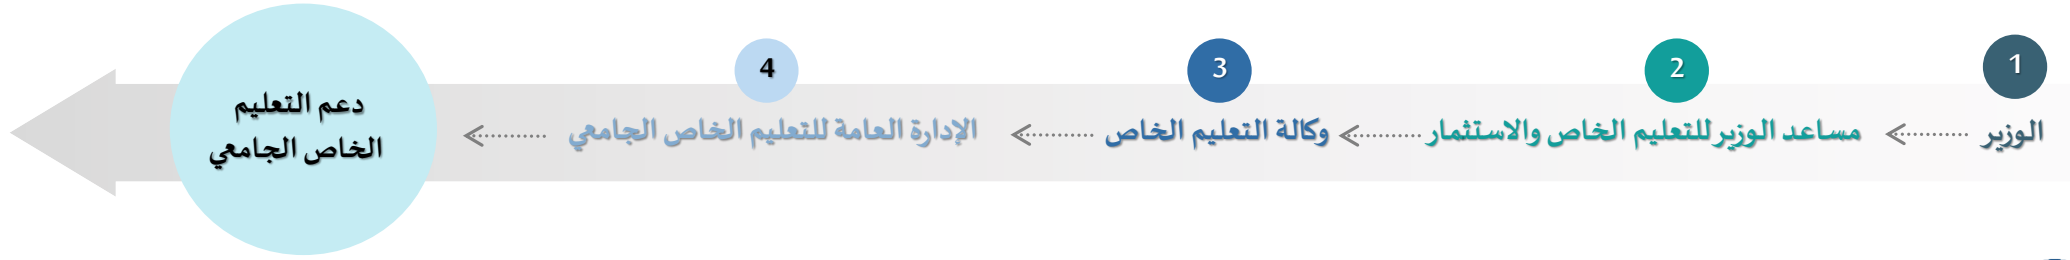 1
الوزير
2
مساعد الوزير للتعليم الخاص والاستثمار
3
وكالة التعليم الخاص
4
الإدارة العامة للتعليم الخاص الجامعي
دعم التعليم
الخاص الجامعي